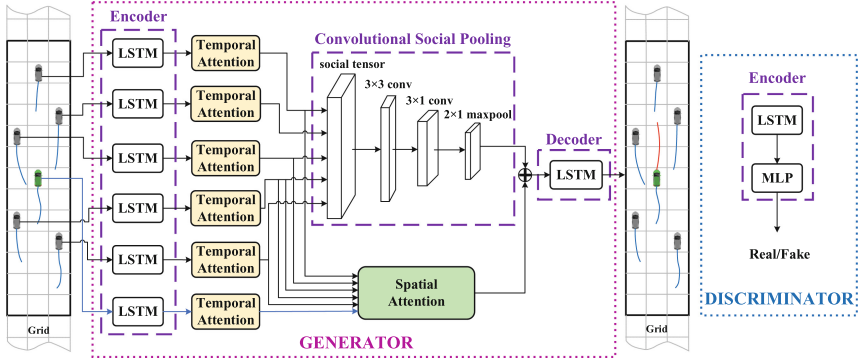 Encoder
LSTM
LSTM
LSTM
LSTM
LSTM
LSTM
Temporal
Attention
Temporal
Attention
Temporal
Attention
Temporal
Attention
Temporal
Attention
Temporal
Attention
Convolutional Social Pooling
social tensor
3×3 conv
3×1 conv
2×1 maxpool
Spatial
Attention
Decoder
LSTM
GENERATOR
Grid
Grid
Encoder
LSTM
MLP
Real/Fake
DISCRIMINATOR